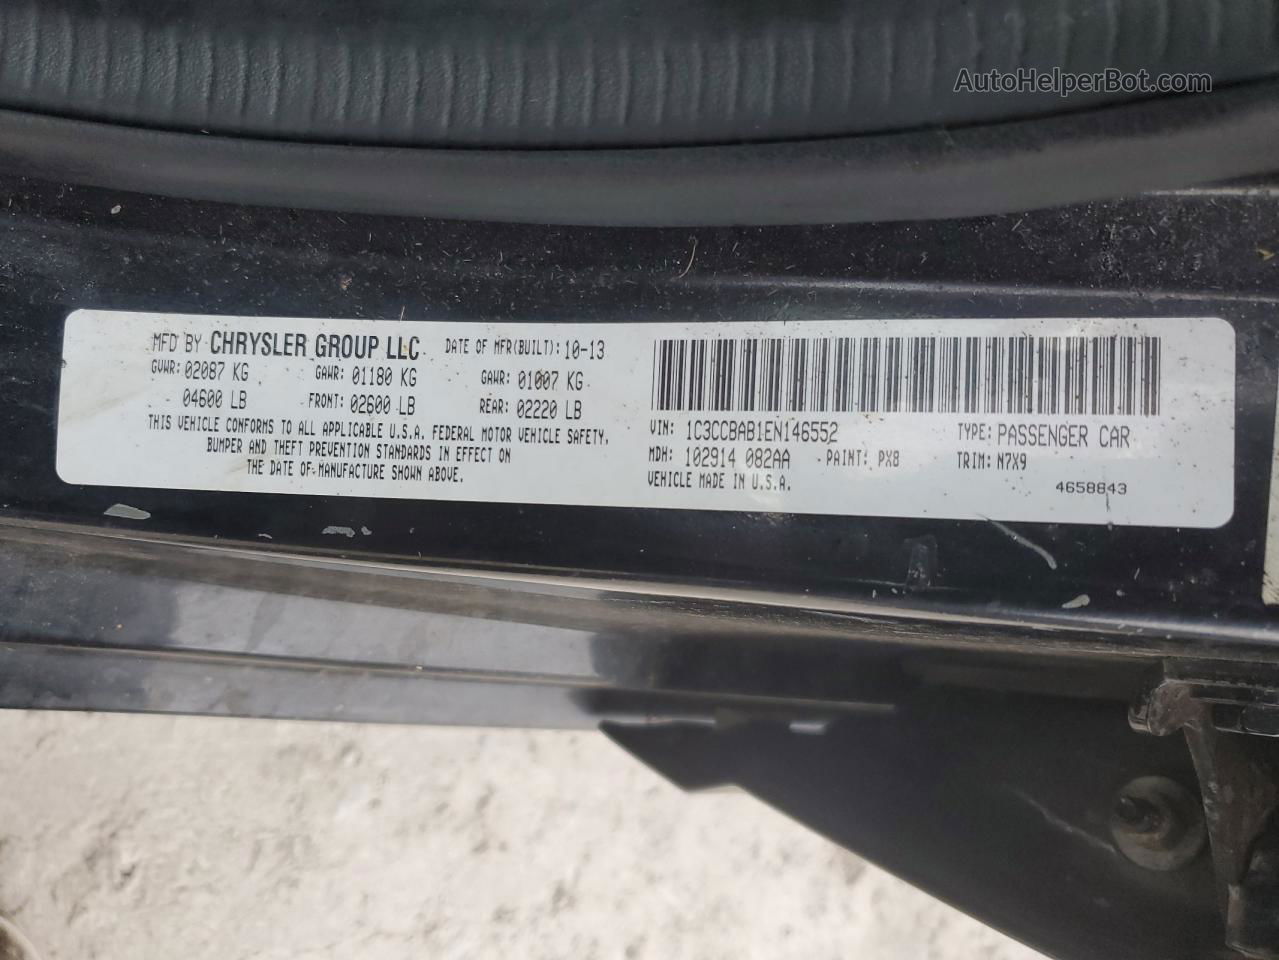 AutoHelperBot.com
MFD BY CHRYSLER GROUP LLC DATE OF MFR(BUILT): 10-13
GVWR: 02087 KG GAWR: 01180 KG GAWR: 01007 KG
04600 LB FRONT: 02600 LB REAR: 02220 LB
THIS VEHICLE CONFORMS TO ALL APPLICABLE U.S.A. FEDERAL MOTOR VEHICLE SAFETY,
BUMPER AND THEFT PREVENTION STANDARDS IN EFFECT ON
THE DATE OF MANUFACTURE SHOWN ABOVE.
VIN: 1C3CCBAB1EN146552 TYPE: PASSENGER CAR
MDH: 102914 082AA PAINT: PX8 TRIM: N7X9
VEHICLE MADE IN U.S.A.
4658843